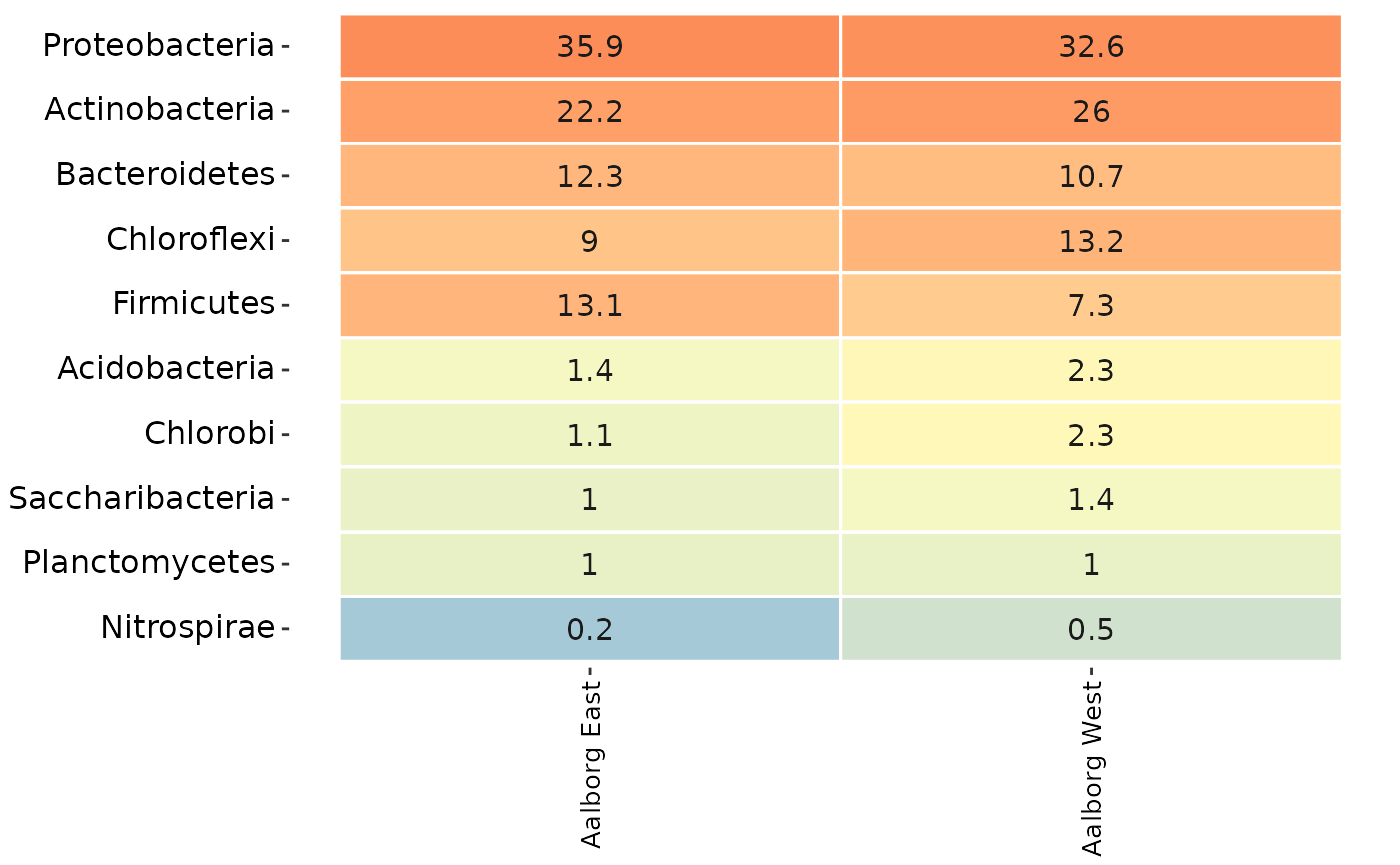 Proteobacteria 35.9 32.6
Actinobacteria 22.2 26
Bacteroidetes 12.3 10.7
Chloroflexi 9 13.2
Firmicutes 13.1 7.3
Acidobacteria 1.4 2.3
Chlorobi 1.1 2.3
Saccharibacteria 1 1.4
Planctomycetes 1 1
Nitrospirae 0.2 0.5
Aalborg East
Aalborg West